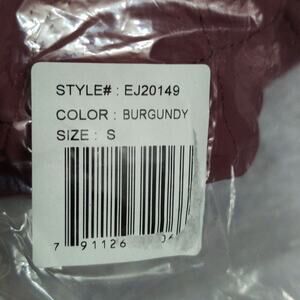 STYLE# : EJ20149
COLOR : BURGUNDY
SIZE : S
7 91126